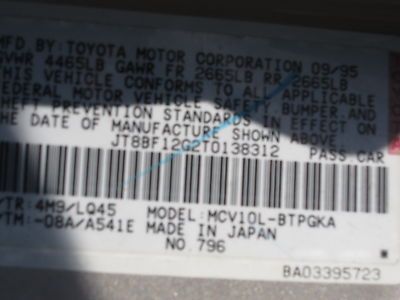 MFD.BY:TOYOTA MOTOR CORPORATION 09/95
GVWR 4465LB GAWR FR 2665LB RR 2665LB
THIS VEHICLE CONFORMS TO ALL APPLICABLE
FEDERAL MOTOR VEHICLE SAFETY,BUMPER,AND
THEFT PREVENTION STANDARDS IN EFFECT ON
THE DATE OF MANUFACTURE SHOWN ABOVE.
JT8BF12G2T0138312 PASS CAR
/TR: 4M9/LQ45 MODEL: MCV10L-BTPGKA
/TM:-08A/A541E MADE IN JAPAN
NO.796
BA03395723